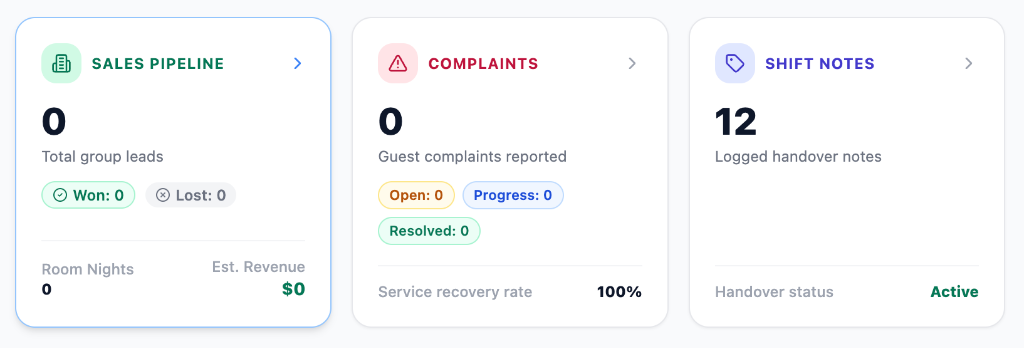 SALES PIPELINE
0
Total group leads
Won: 0
Lost: 0
Room Nights
0
Est. Revenue
$0
COMPLAINTS
0
Guest complaints reported
Open: 0
Progress: 0
Resolved: 0
Service recovery rate
100%
SHIFT NOTES
12
Logged handover notes
Handover status
Active